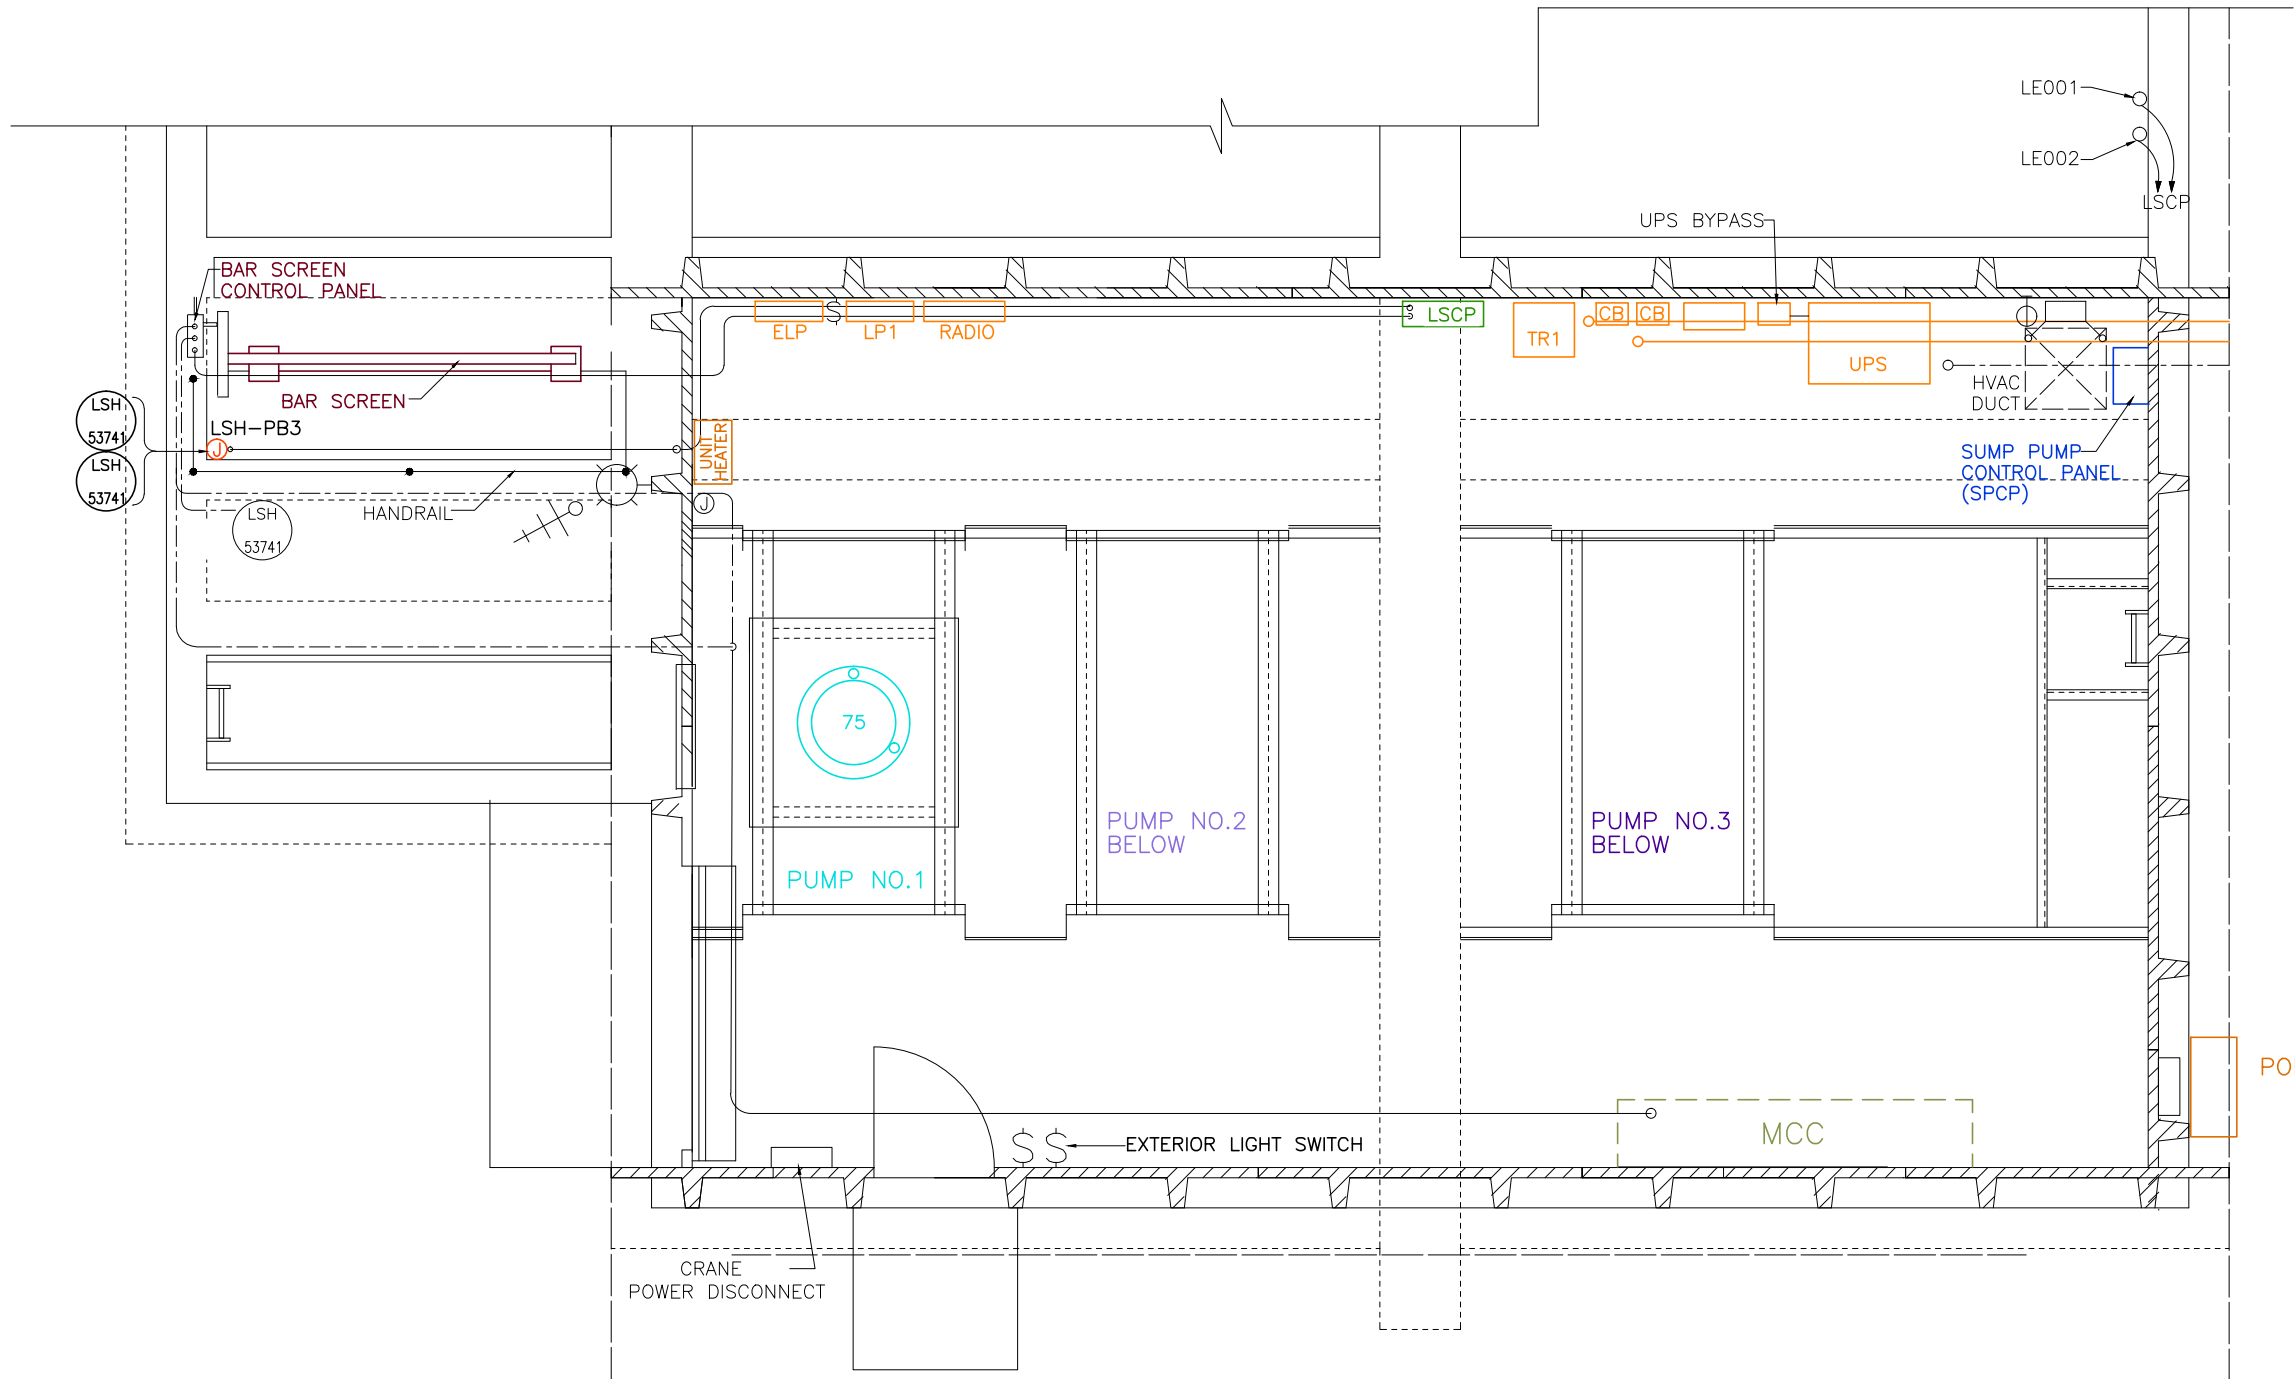 LE001
LE002
LSCP
UPS BYPASS
BAR SCREEN
CONTROL PANEL
ELP
S
LP1
RADIO
LSCP
TR1
CB
CB
UPS
HVAC
DUCT
BAR SCREEN
LSH
53741
LSH-PB3
J
UNIT
HEATER
SUMP PUMP
CONTROL PANEL
(SPCP)
LSH
53741
HANDRAIL
J
LSH
53741
75
PUMP NO.1
PUMP NO.2
BELOW
PUMP NO.3
BELOW
PO
MCC
S S
EXTERIOR LIGHT SWITCH
CRANE
POWER DISCONNECT